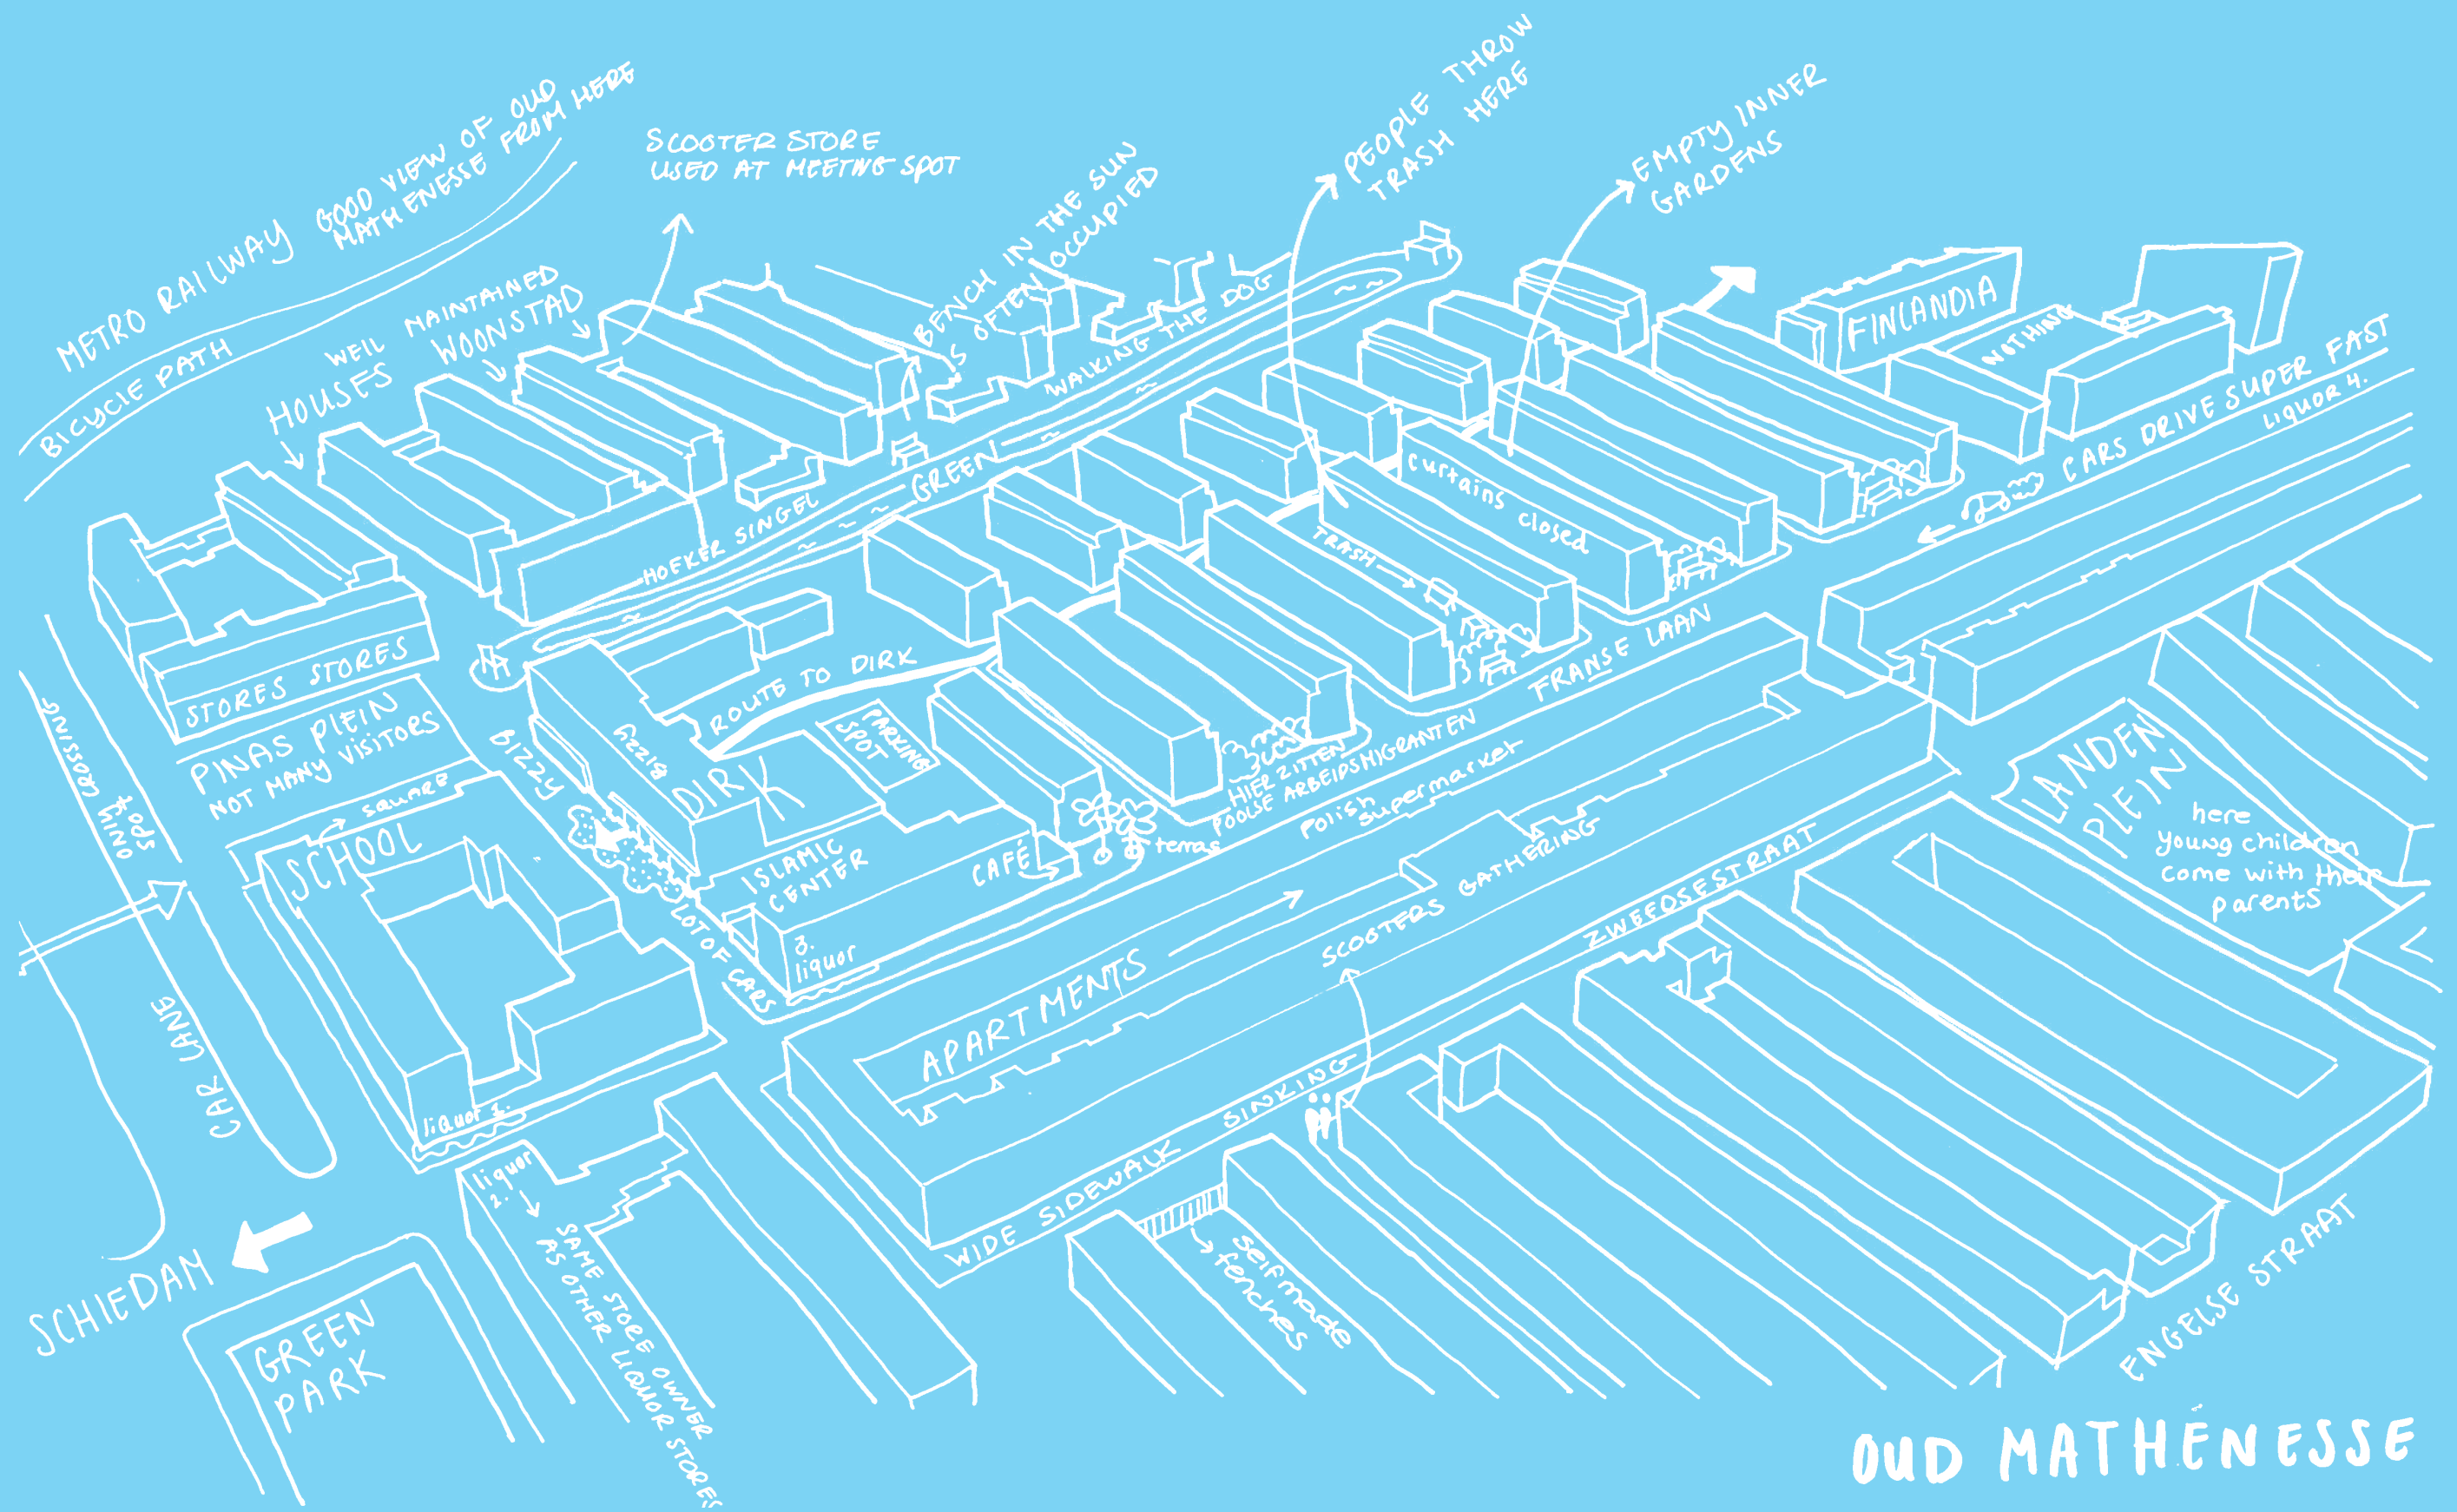 METRO RAILWAY
GOOD VIEW OF OUD
MATHENESSE FROM HERE
BICYCLE PATH
SCOOTER STORE
USED AT MEETING SPOT
BENCH IN THE SUN
IS OFTEN OCCUPIED
PEOPLE THROW
TRASH HERE
EMPTY INNER
GARDENS
WELL MAINTAINED
HOUSES WOONSTAD
WALKING THE DOG
GREEN
HOEKER SINGEL
FINLANDIA
NOTHING
CARS DRIVE SUPER FAST
LIQUOR 4.
curtains closed
TRASH
FRANSE LAAN
STORES STORES
PINAS PLEIN
NOT MANY VISITORS
square
SCHOOL
ONLY CROSSING
SPOT
CAR LANE
BIZZY
BIZZY
ROUTE TO DIRK
DIRK
PARKING
SPOT
ISLAMIC
CENTER
CAFÉ
terras
HIER ZITTEN
POOLSE ARBEIDSMIGRANTEN
Polish
supermarket
LOT OF CARS
3.
liquor
APARTMENTS
SCOOTERS GATHERING
ZWEEDSESTRAAT
LANDEN
PLEIN
here
young children
come with their
parents
WIDE SIDEWALK SINKING
selfmade
fenches
liquor 1.
liquor
2.
SAME STORE OWNER
AS OTHER LIQUOR STORES
SCHIEDAM
GREEN
PARK
ENGELSE STRAAT
OUD MATHENESSE